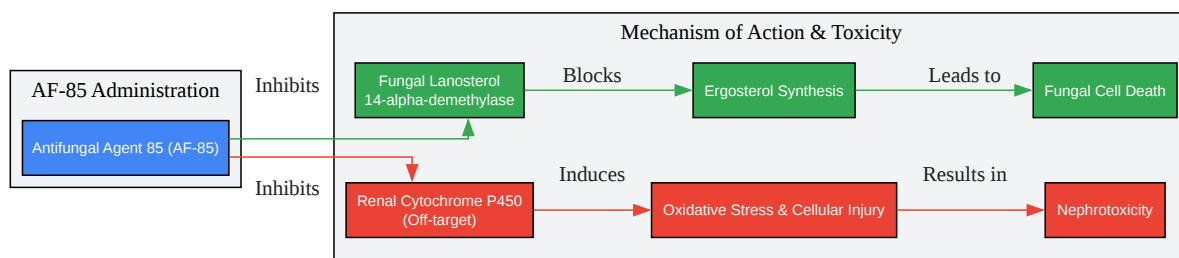 Mechanism of Action & Toxicity
AF-85 Administration
Antifungal Agent 85 (AF-85)
Inhibits
Fungal Lanosterol
14-alpha-demethylase
Blocks
Ergosterol Synthesis
Leads to
Fungal Cell Death
Inhibits
Renal Cytochrome P450
(Off-target)
Induces
Oxidative Stress & Cellular Injury
Results in
Nephrotoxicity